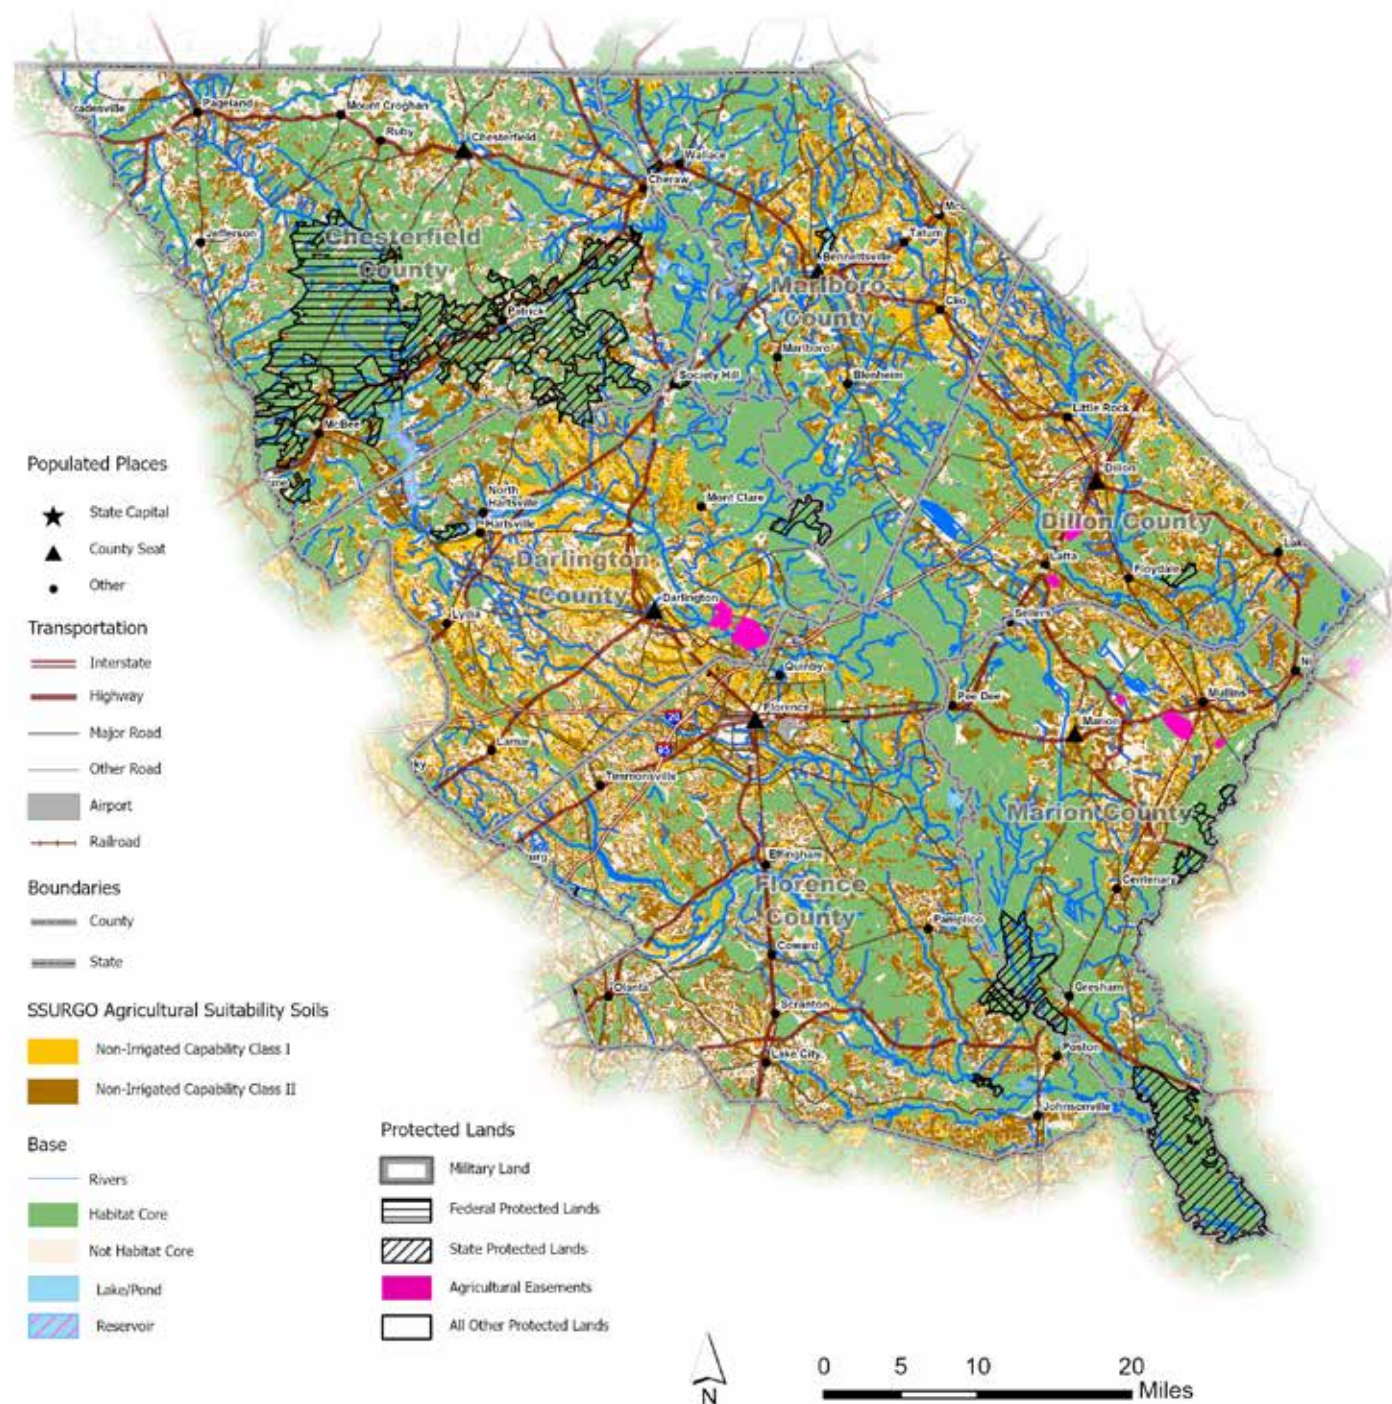 Pageland
Mount Croghan
Ruby
Chesterfield
Wallace
Cheraw
Jefferson
Chesterfield
County
Tatum
Bennettsville
Marlboro
County
Clio
Patrick
Marlboro
Blenheim
Society Hill
Little Rock
McBee
Dillon
North
Hartsville
Hartsville
Mont Clare
Dillon County
Darlington
County
Latta
Floydale
Darlington
Lydia
Sellers
Quinby
Pee Dee
Mullins
Florence
Marion
20
95
Lamar
Timmonsville
Marion County
Effingham
Florence
County
Centenary
Pamplico
Coward
Olanta
Scranton
Gresham
Lake City
Poston
Johnsonville
Populated Places
State Capital
County Seat
Other
Transportation
Interstate
Highway
Major Road
Other Road
Airport
Railroad
Boundaries
County
State
SSURGO Agricultural Suitability Soils
Non-Irrigated Capability Class I
Non-Irrigated Capability Class II
Base
Rivers
Habitat Core
Not Habitat Core
Lake/Pond
Reservoir
Protected Lands
Military Land
Federal Protected Lands
State Protected Lands
Agricultural Easements
All Other Protected Lands
N
0 5 10 20
Miles